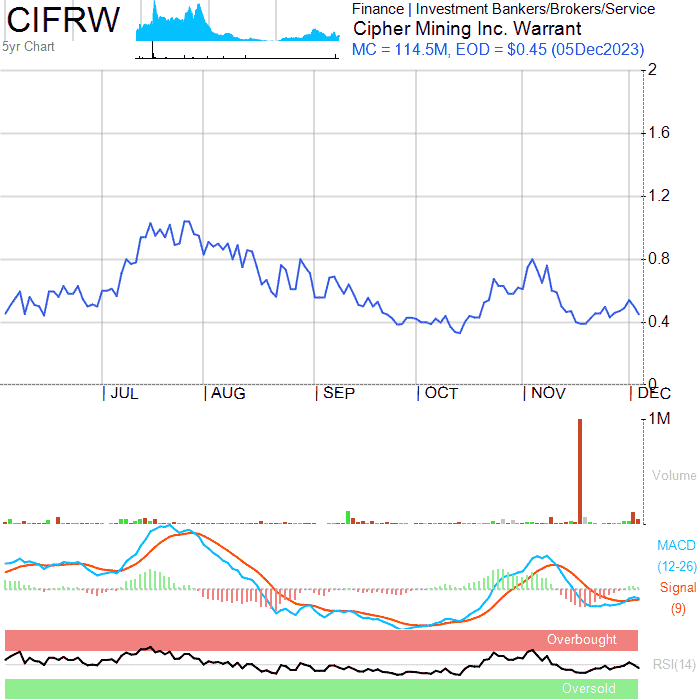 CIFRW
5yr Chart
Finance | Investment Bankers/Brokers/Service
Cipher Mining Inc. Warrant
MC = 114.5M, EOD = $0.45 (05Dec2023)
2
1.6
1.2
0.8
0.4
0
JUL
AUG
SEP
OCT
NOV
DEC
1M
Volume
MACD
(12-26)
Signal
(9)
Overbought
RSI(14)
Oversold